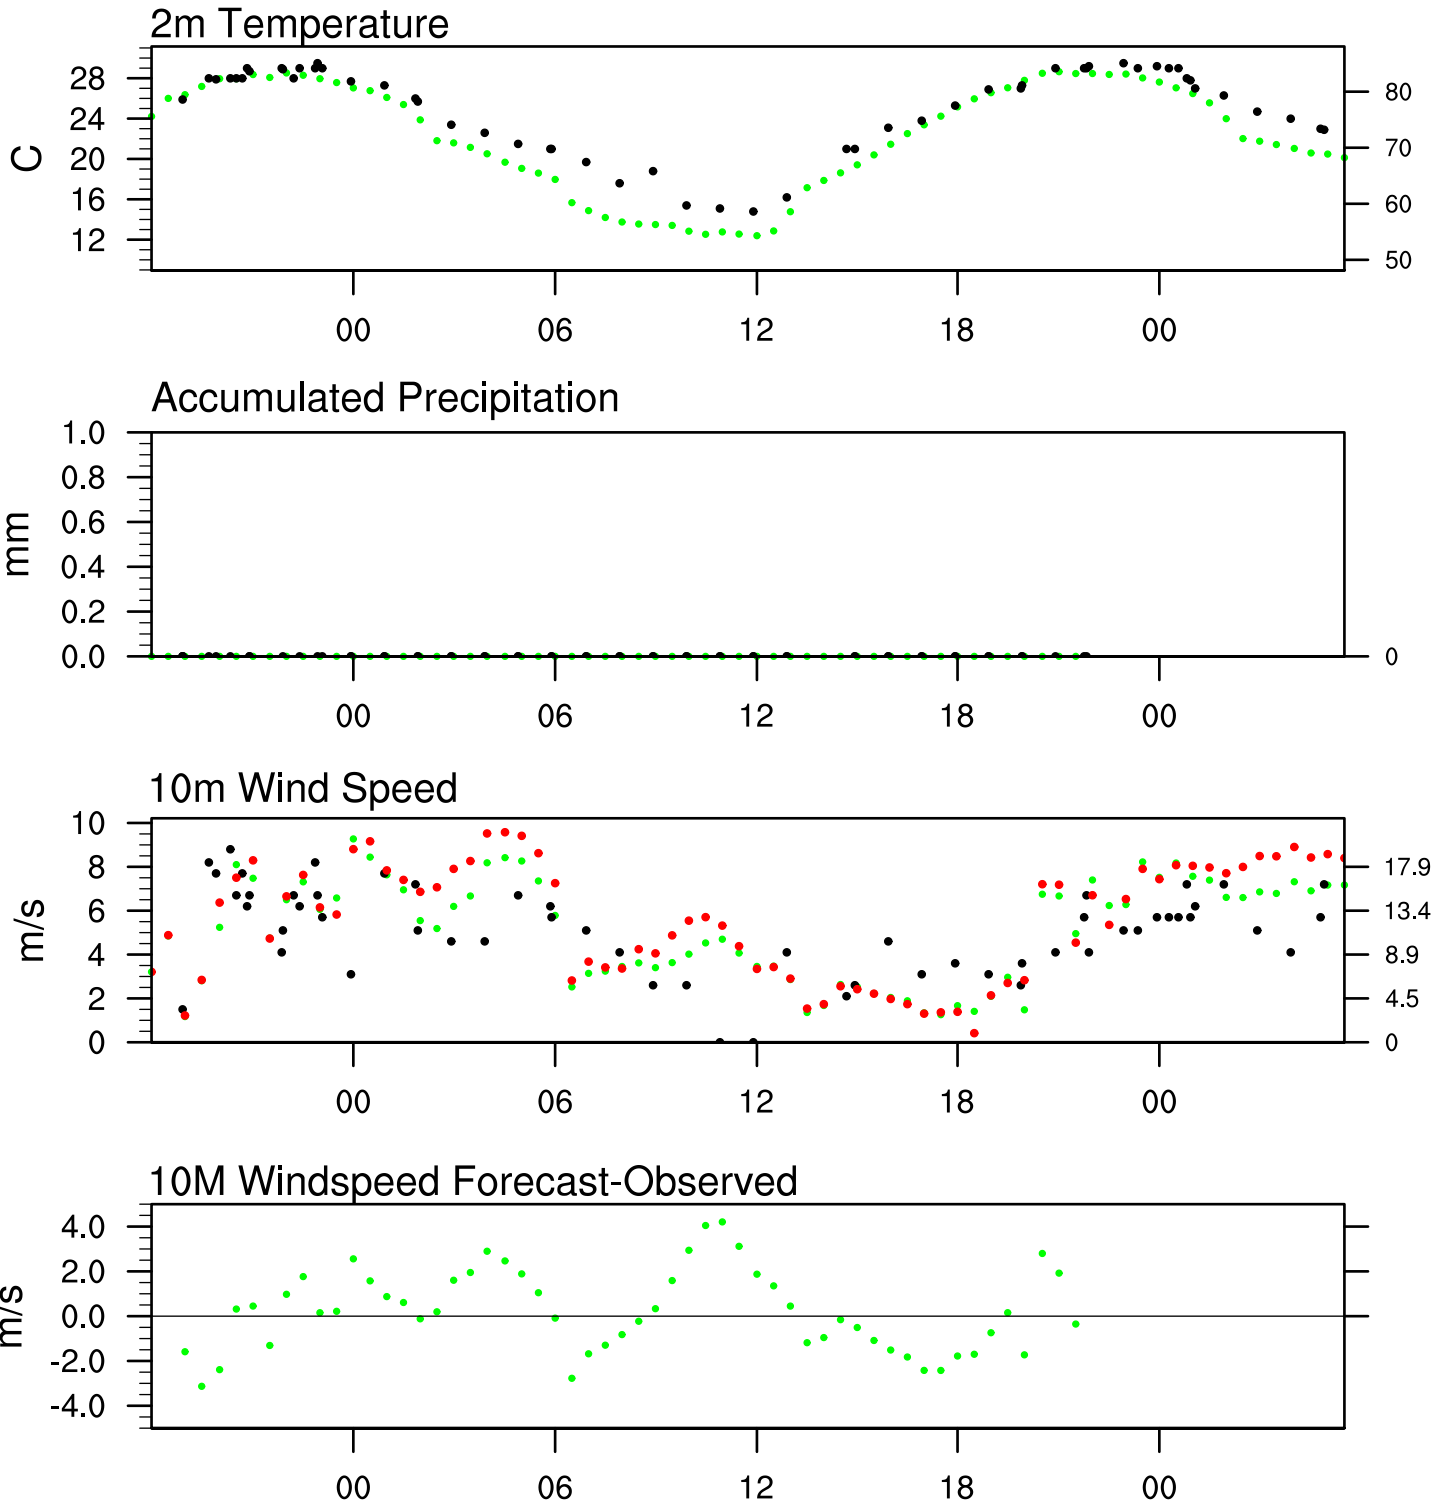 2m Temperature
28
24
20
16
12
C
80
70
60
50
00 06 12 18 00
Accumulated Precipitation
1.0
0.8
0.6
0.4
0.2
0.0
mm
0
00 06 12 18 00
10m Wind Speed
10
8
6
4
2
0
m/s
17.9
13.4
8.9
4.5
0
00 06 12 18 00
10M Windspeed Forecast-Observed
4.0
2.0
0.0
-2.0
-4.0
m/s
00 06 12 18 00